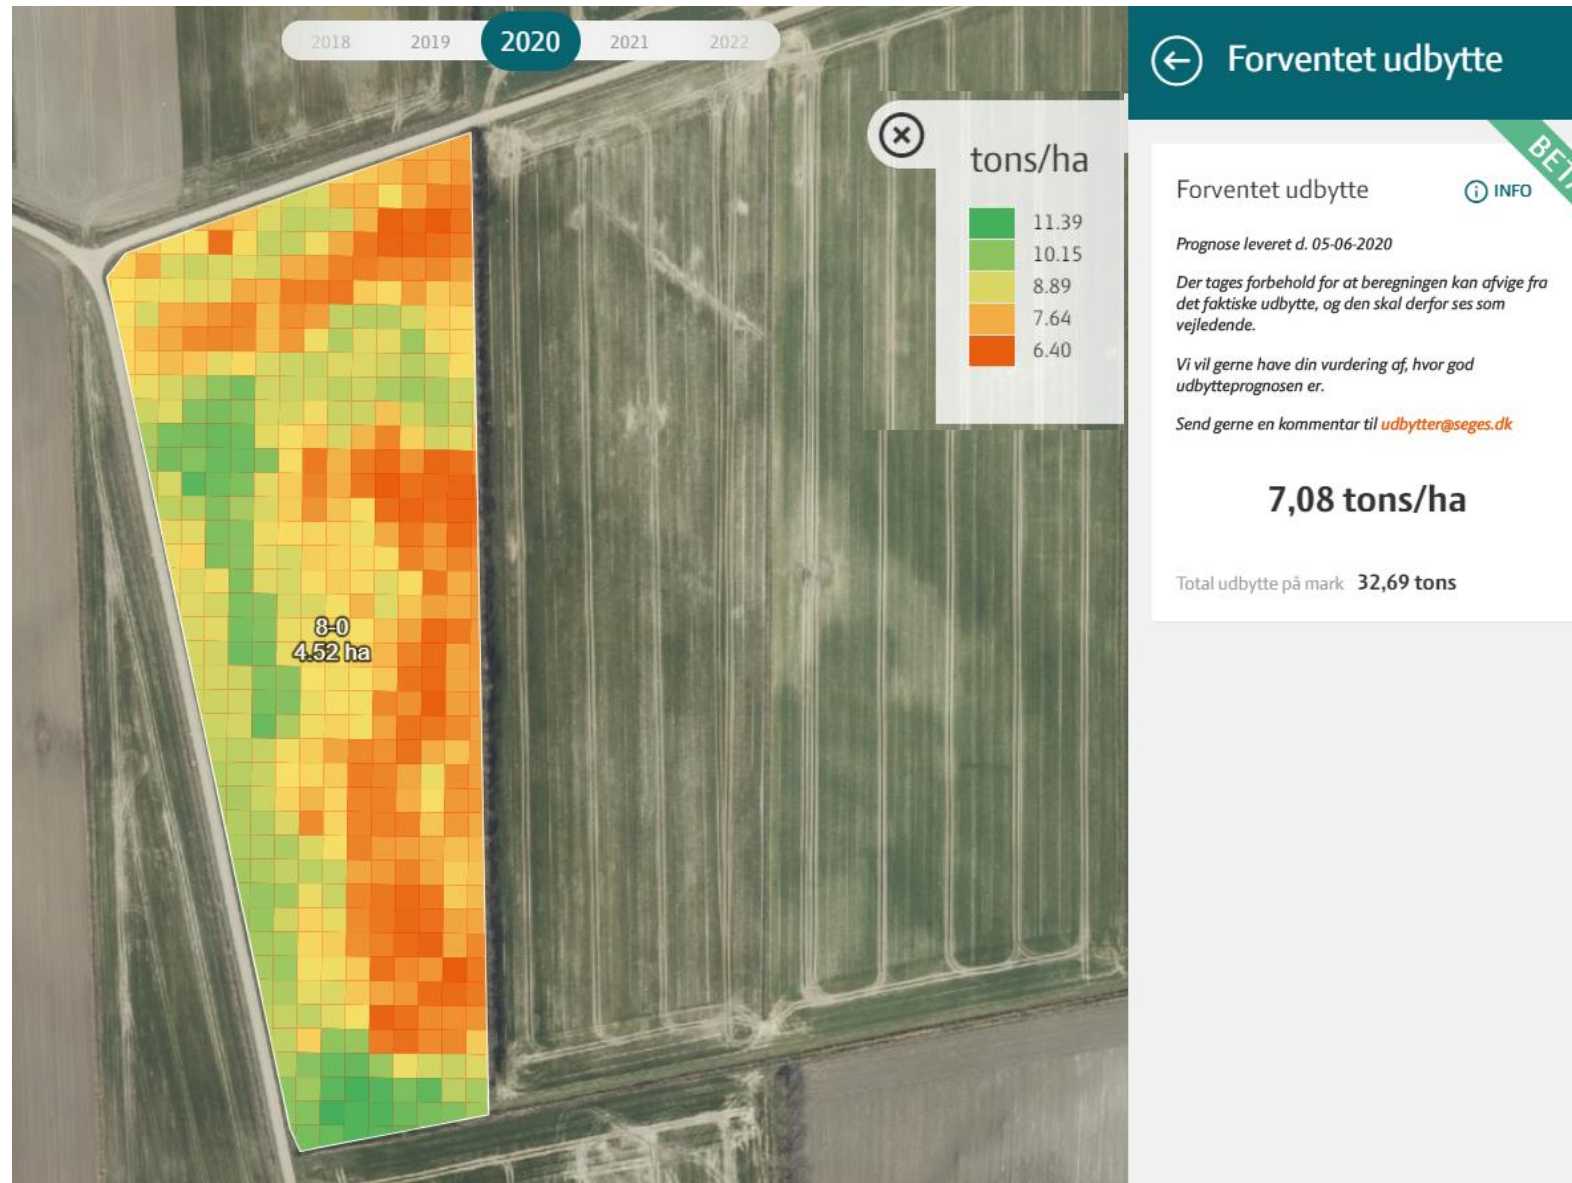 2018 2019 2020 2021 2022
tons/ha
11.39
10.15
8.89
7.64
6.40
8-0
4.52 ha
Forventet udbytte
Forventet udbytte
INFO
Prognose leveret d. 05-06-2020
Der tages forbehold for at beregningen kan afvige fra
det faktiske udbytte, og den skal derfor ses som
vejledende.
Vi vil gerne have din vurdering af, hvor god
udbytteprognosen er.
Send gerne en kommentar til udbytter@seges.dk
7,08 tons/ha
Total udbytte på mark 32,69 tons